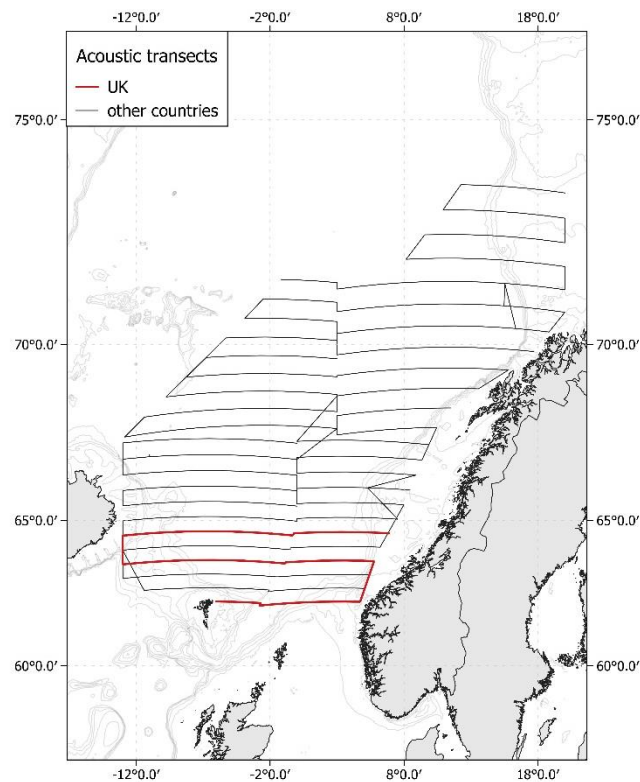 -12°0.0′ -2°0.0′ 8°0.0′ 18°0.0′
Acoustic transects
UK
other countries
75°0.0′ 75°0.0′
70°0.0′ 70°0.0′
65°0.0′ 65°0.0′
60°0.0′ 60°0.0′
-12°0.0′ -2°0.0′ 8°0.0′ 18°0.0′